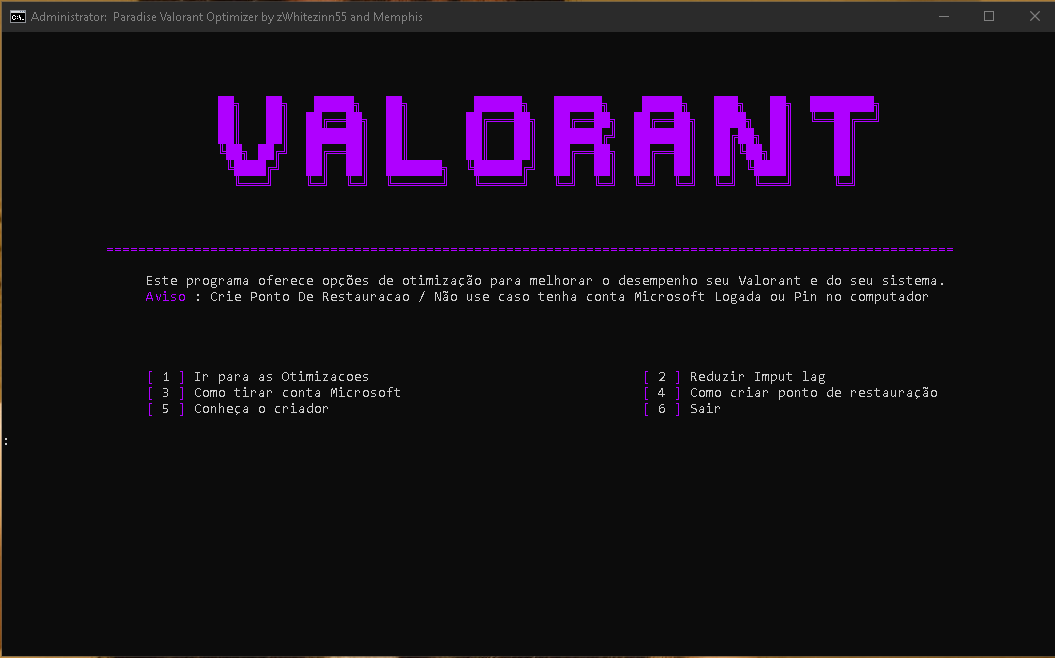 Administrator: Paradise Valorant Optimizer by zWhitezinn55 and Memphis
VALORANT
Este programa oferece opções de otimização para melhorar o desempenho seu Valorant e do seu sistema.
Aviso : Crie Ponto De Restauracao / Não use caso tenha conta Microsoft Logada ou Pin no computador
[ 1 ] Ir para as Otimizacoes [ 2 ] Reduzir Imput lag
[ 3 ] Como tirar conta Microsoft [ 4 ] Como criar ponto de restauração
[ 5 ] Conheça o criador [ 6 ] Sair
: